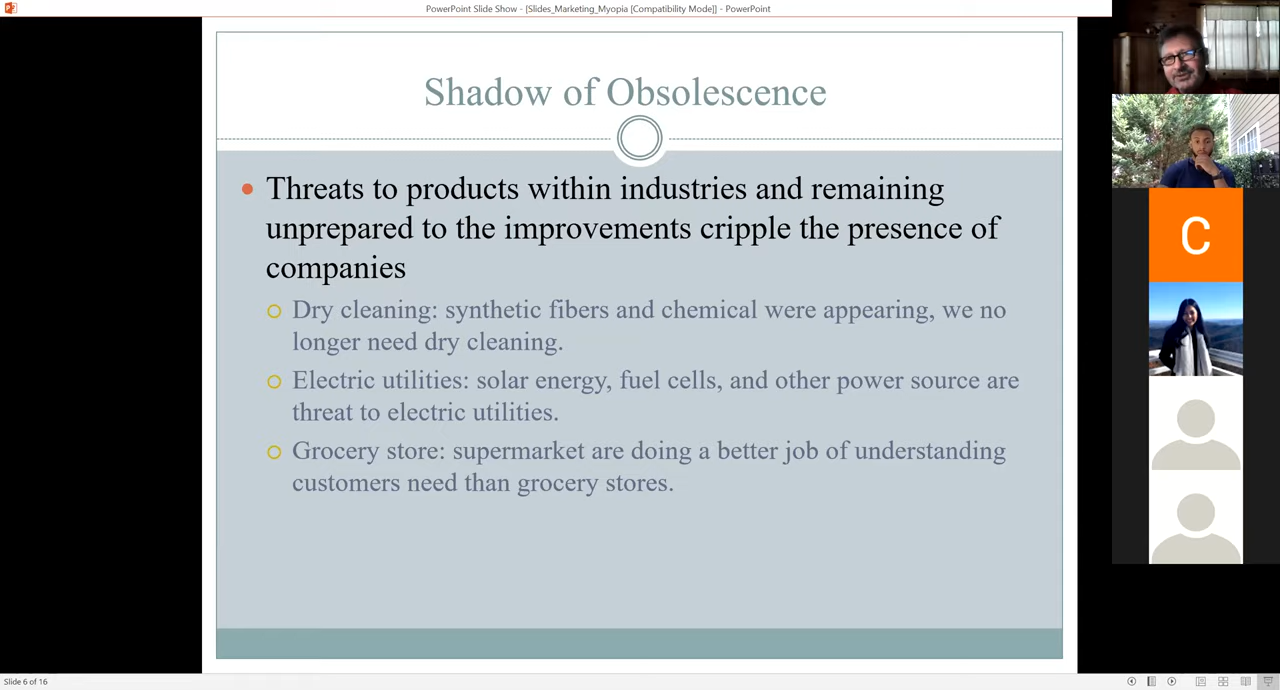 PowerPoint Slide Show - [Slides_Marketing_Myopia [Compatibility Mode]] - PowerPoint
Shadow of Obsolescence
Threats to products within industries and remaining
unprepared to the improvements cripple the presence of
companies
Dry cleaning: synthetic fibers and chemical were appearing, we no
longer need dry cleaning.
Electric utilities: solar energy, fuel cells, and other power source are
threat to electric utilities.
Grocery store: supermarket are doing a better job of understanding
customers need than grocery stores.
C
Slide 6 of 16